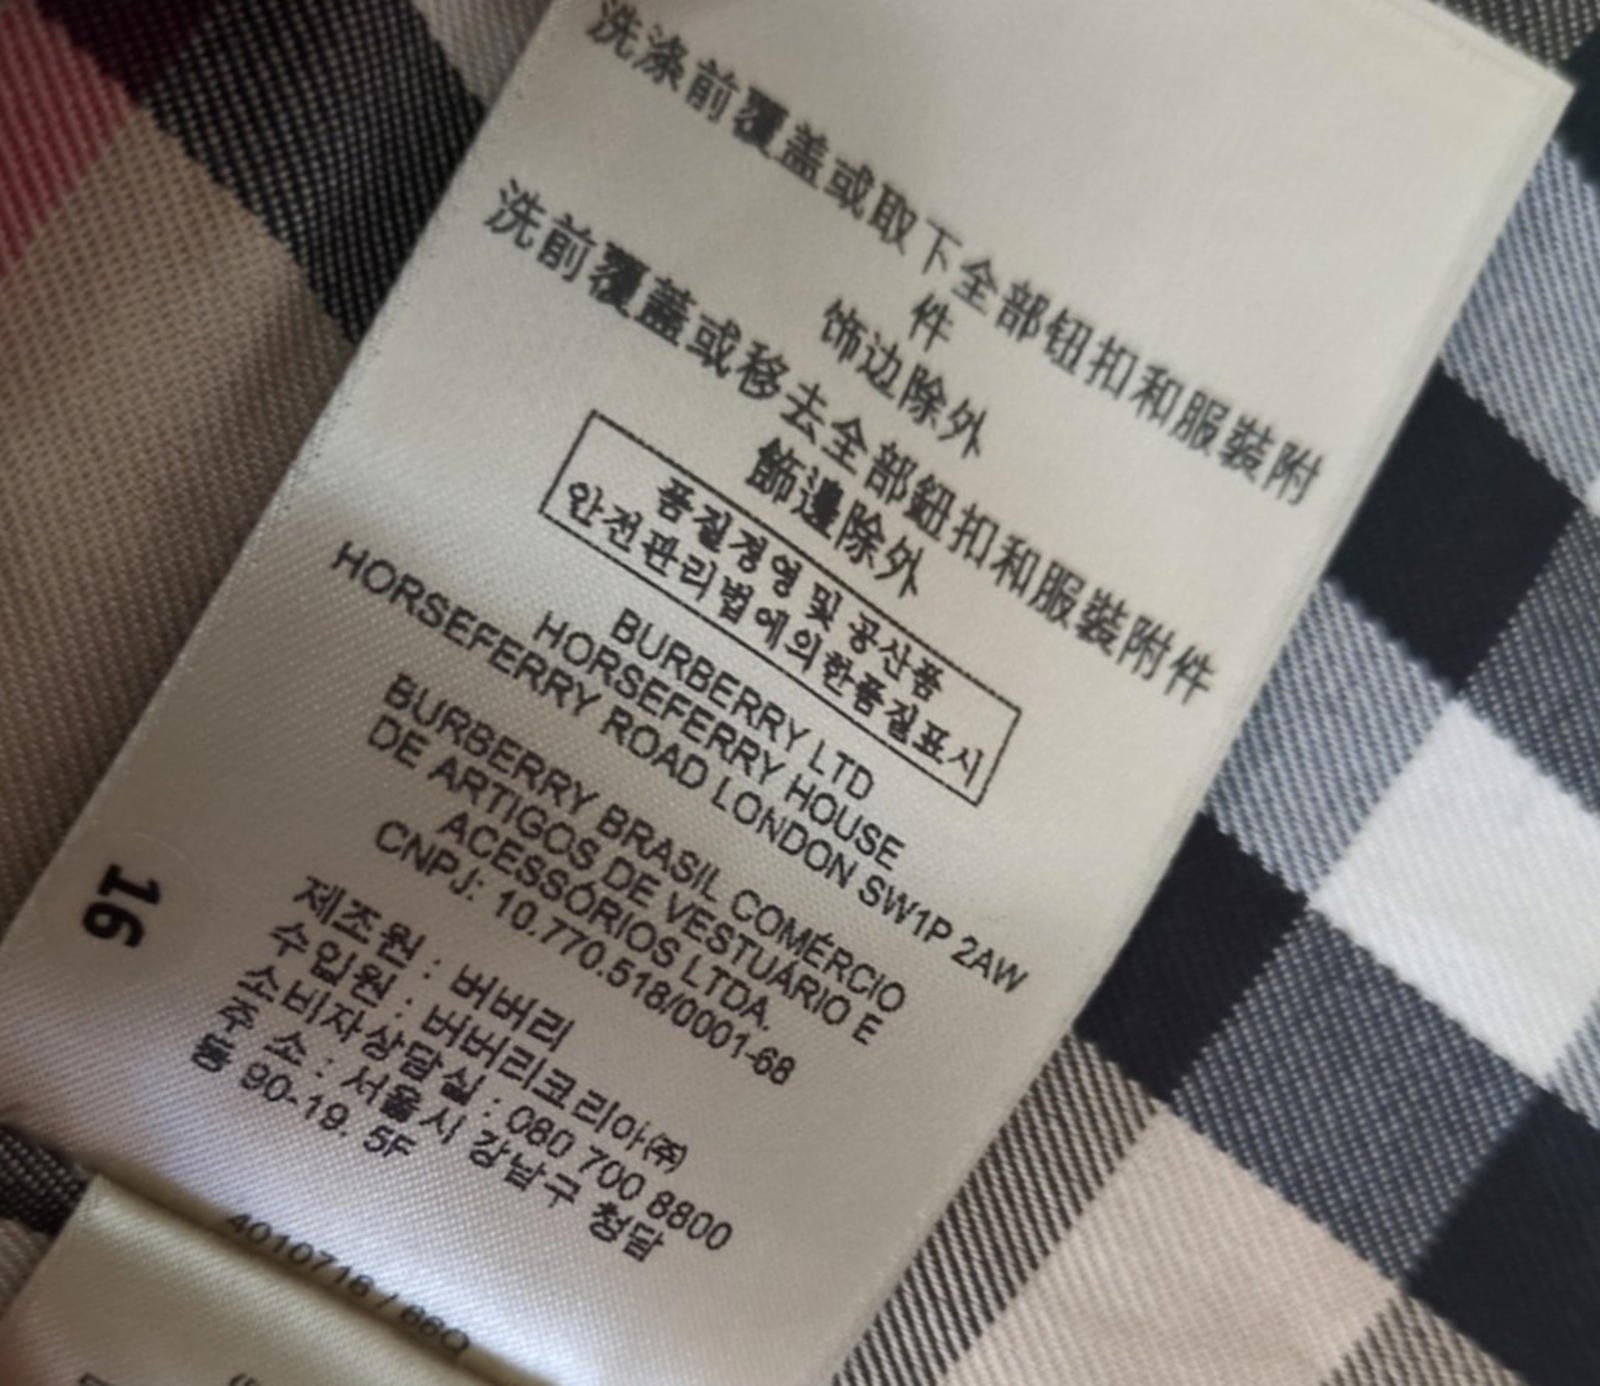 洗涤前覆盖或取下全部钮扣和服裝附
件
饰边除外
洗前覆蓋或移去全部鈕扣和服裝附件
飾邊除外
품질경영 및 공산품
안전관리법에의한품질표시
BURBERRY LTD
HORSEFERRY HOUSE
HORSEFERRY ROAD LONDON SW1P 2AW
BURBERRY BRASIL COMÉRCIO
DE ARTIGOS DE VESTUÁRIO E
ACESSÓRIOS LTDA.
CNPJ: 10.770.518/0001-68
제조원 : 버버리
수입원 : 버버리코리아㈜
소비자상담실 : 080 700 8800
주 소 : 서울시 강남구 청담
동 90-19. 5F
16
4010716 / 66Q